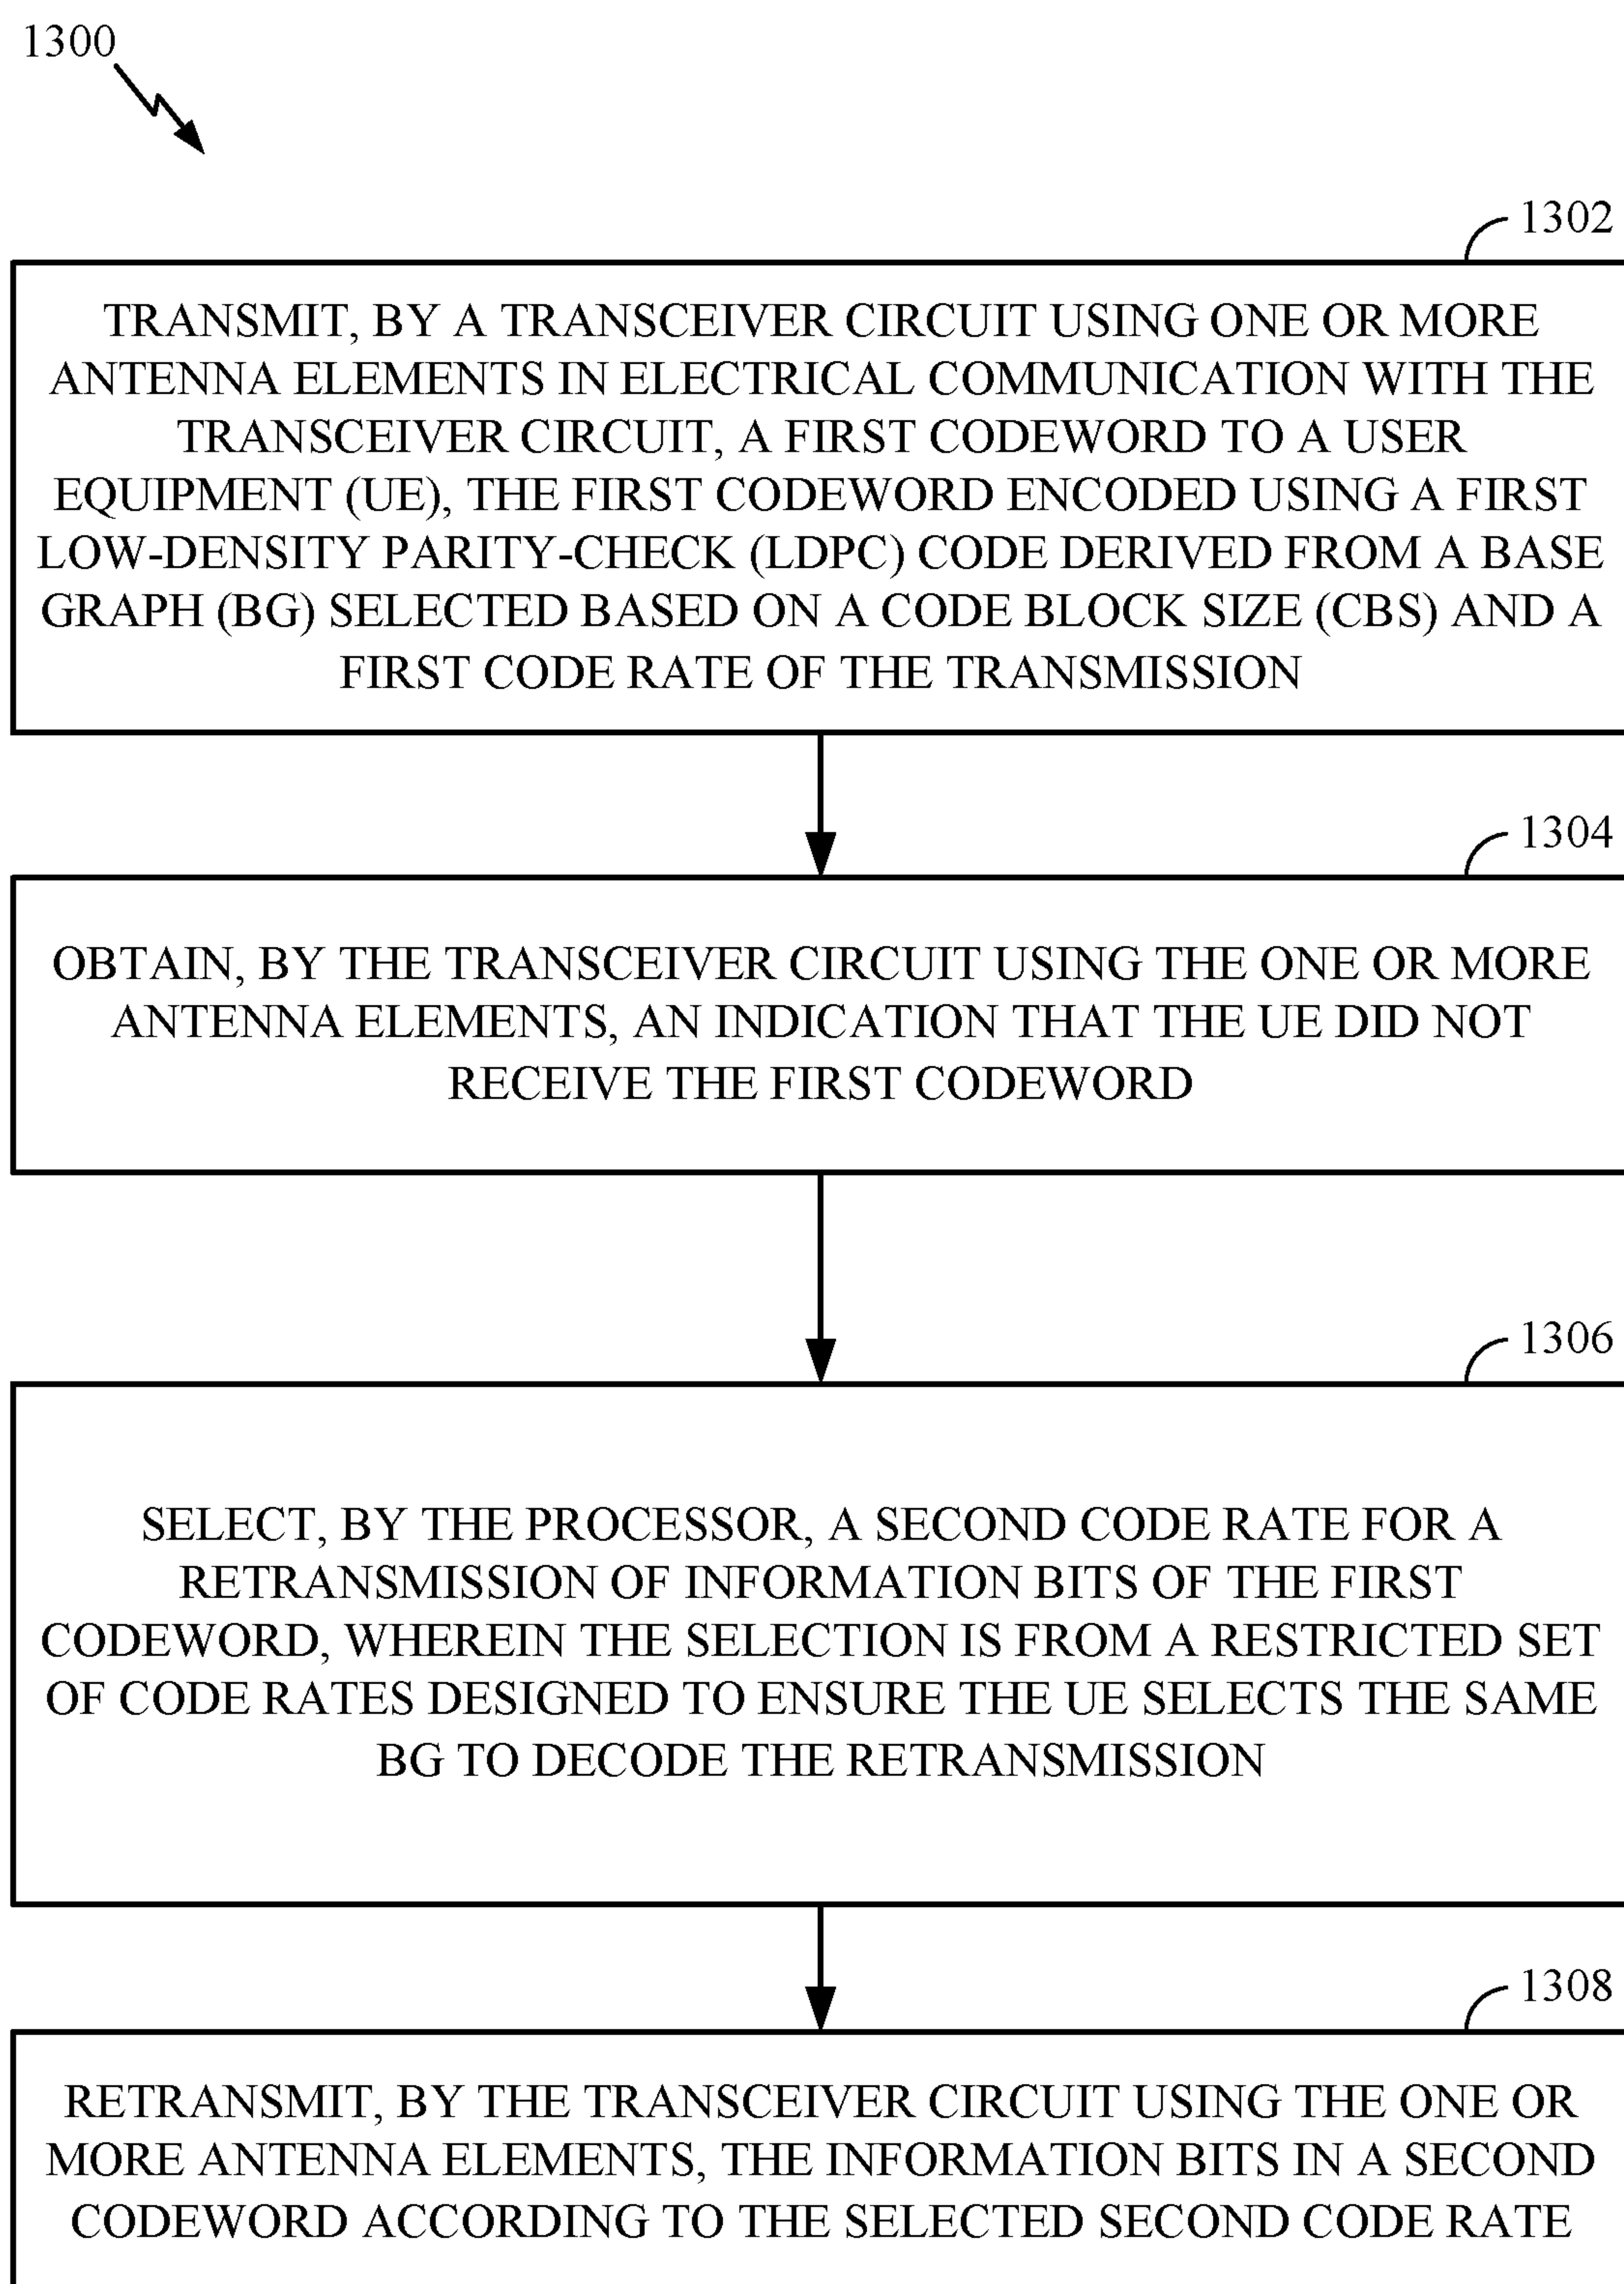 1300
1302
TRANSMIT, BY A TRANSCEIVER CIRCUIT USING ONE OR MORE
ANTENNA ELEMENTS IN ELECTRICAL COMMUNICATION WITH THE
TRANSCEIVER CIRCUIT, A FIRST CODEWORD TO A USER
EQUIPMENT (UE), THE FIRST CODEWORD ENCODED USING A FIRST
LOW-DENSITY PARITY-CHECK (LDPC) CODE DERIVED FROM A BASE
GRAPH (BG) SELECTED BASED ON A CODE BLOCK SIZE (CBS) AND A
FIRST CODE RATE OF THE TRANSMISSION
1304
OBTAIN, BY THE TRANSCEIVER CIRCUIT USING THE ONE OR MORE
ANTENNA ELEMENTS, AN INDICATION THAT THE UE DID NOT
RECEIVE THE FIRST CODEWORD
1306
SELECT, BY THE PROCESSOR, A SECOND CODE RATE FOR A
RETRANSMISSION OF INFORMATION BITS OF THE FIRST
CODEWORD, WHEREIN THE SELECTION IS FROM A RESTRICTED SET
OF CODE RATES DESIGNED TO ENSURE THE UE SELECTS THE SAME
BG TO DECODE THE RETRANSMISSION
1308
RETRANSMIT, BY THE TRANSCEIVER CIRCUIT USING THE ONE OR
MORE ANTENNA ELEMENTS, THE INFORMATION BITS IN A SECOND
CODEWORD ACCORDING TO THE SELECTED SECOND CODE RATE